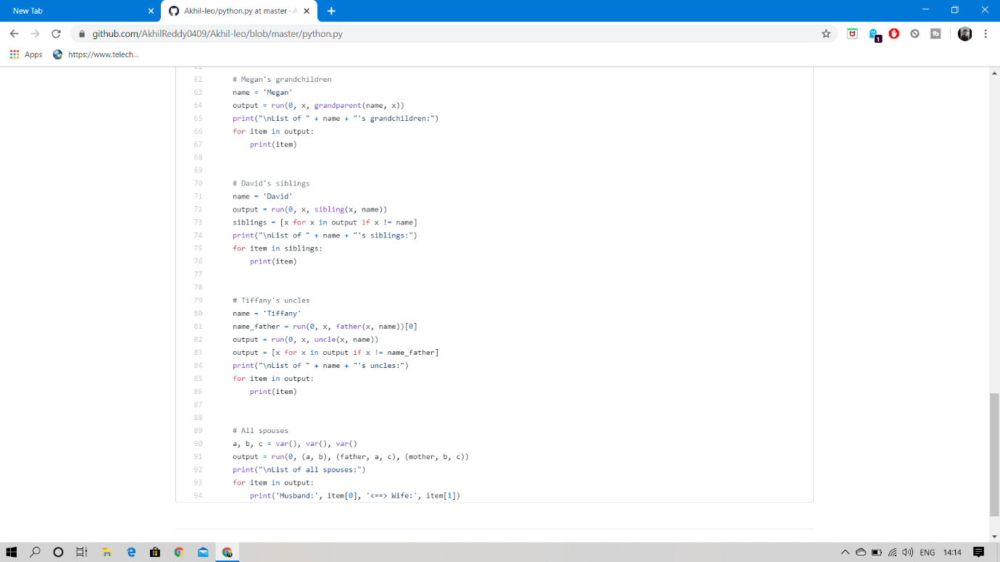 New Tab
Akhil-leo/python.py at master · A
github.com/AkhilReddy0409/Akhil-leo/blob/master/python.py
1
Apps
https://www.telech...
62 # Megan's grandchildren
63 name = 'Megan'
64 output = run(0, x, grandparent(name, x))
65 print("\nList of " + name + "'s grandchildren:")
66 for item in output:
67 print(item)
68
69
70 # David's siblings
71 name = 'David'
72 output = run(0, x, sibling(x, name))
73 siblings = [x for x in output if x != name]
74 print("\nList of " + name + "'s siblings:")
75 for item in siblings:
76 print(item)
77
78
79 # Tiffany's uncles
80 name = 'Tiffany'
81 name_father = run(0, x, father(x, name))[0]
82 output = run(0, x, uncle(x, name))
83 output = [x for x in output if x != name_father]
84 print("\nList of " + name + "'s uncles:")
85 for item in output:
86 print(item)
87
88
89 # All spouses
90 a, b, c = var(), var(), var()
91 output = run(0, (a, b), (father, a, c), (mother, b, c))
92 print("\nList of all spouses:")
93 for item in output:
94 print('Husband:', item[0], '<==> Wife:', item[1])
ENG
14:14